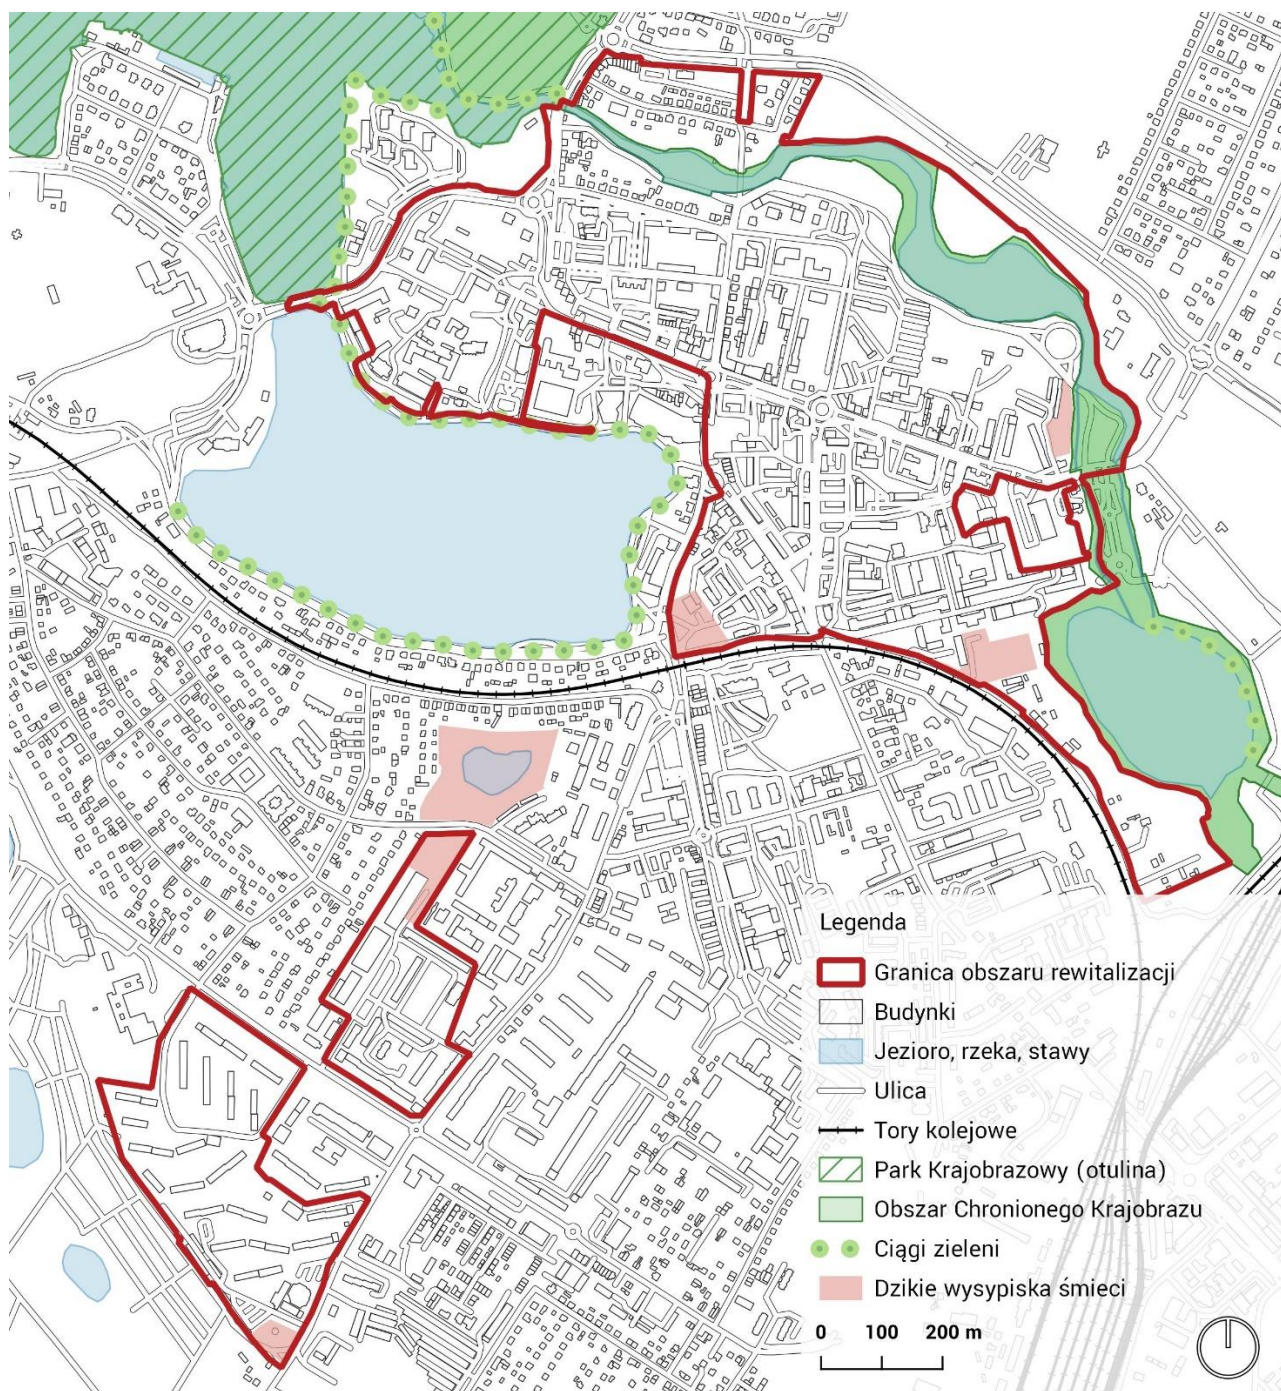 Legenda
Granica obszaru rewitalizacji
Budynki
Jezioro, rzeka, stawy
Ulica
Tory kolejowe
Park Krajobrazowy (otulina)
Obszar Chronionego Krajobrazu
Ciągi zieleni
Dzikie wysypiska śmieci
0 100 200 m